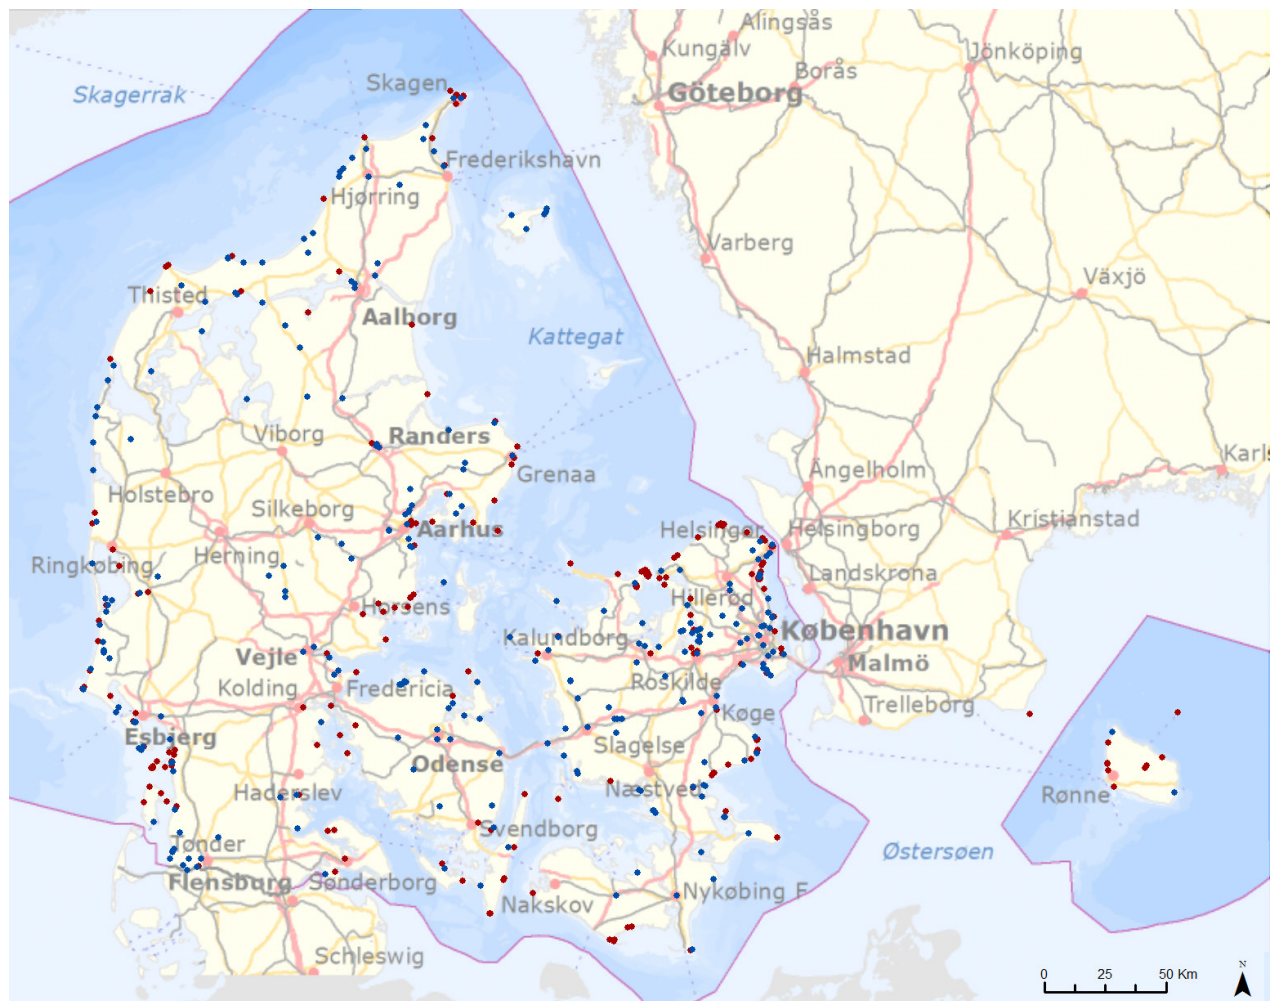 Alingsås
Kungälv
Jönköping
Borås
Skagen
Göteborg
Skagerrak
Frederikshavn
Hjørring
Varberg
Växjö
Thisted
Aalborg
Kattegat
Halmstad
Viborg
Randers
Karls
Grenaa
Ängelholm
Holstebro
Silkeborg
Kristianstad
Aarhus
Helsingør
Helsingborg
Herning
Ringkøbing
Landskrona
Hillerød
Horsens
København
Kalundborg
Vejle
Malmö
Roskilde
Kolding
Fredericia
Trelleborg
Køge
Esbjerg
Slagelse
Odense
Næstved
Haderslev
Rønne
Svendborg
Tønder
Østersøen
Flensburg
Sønderborg
Nykøbing F
Nakskov
Schleswig
N
0 25 50 Km